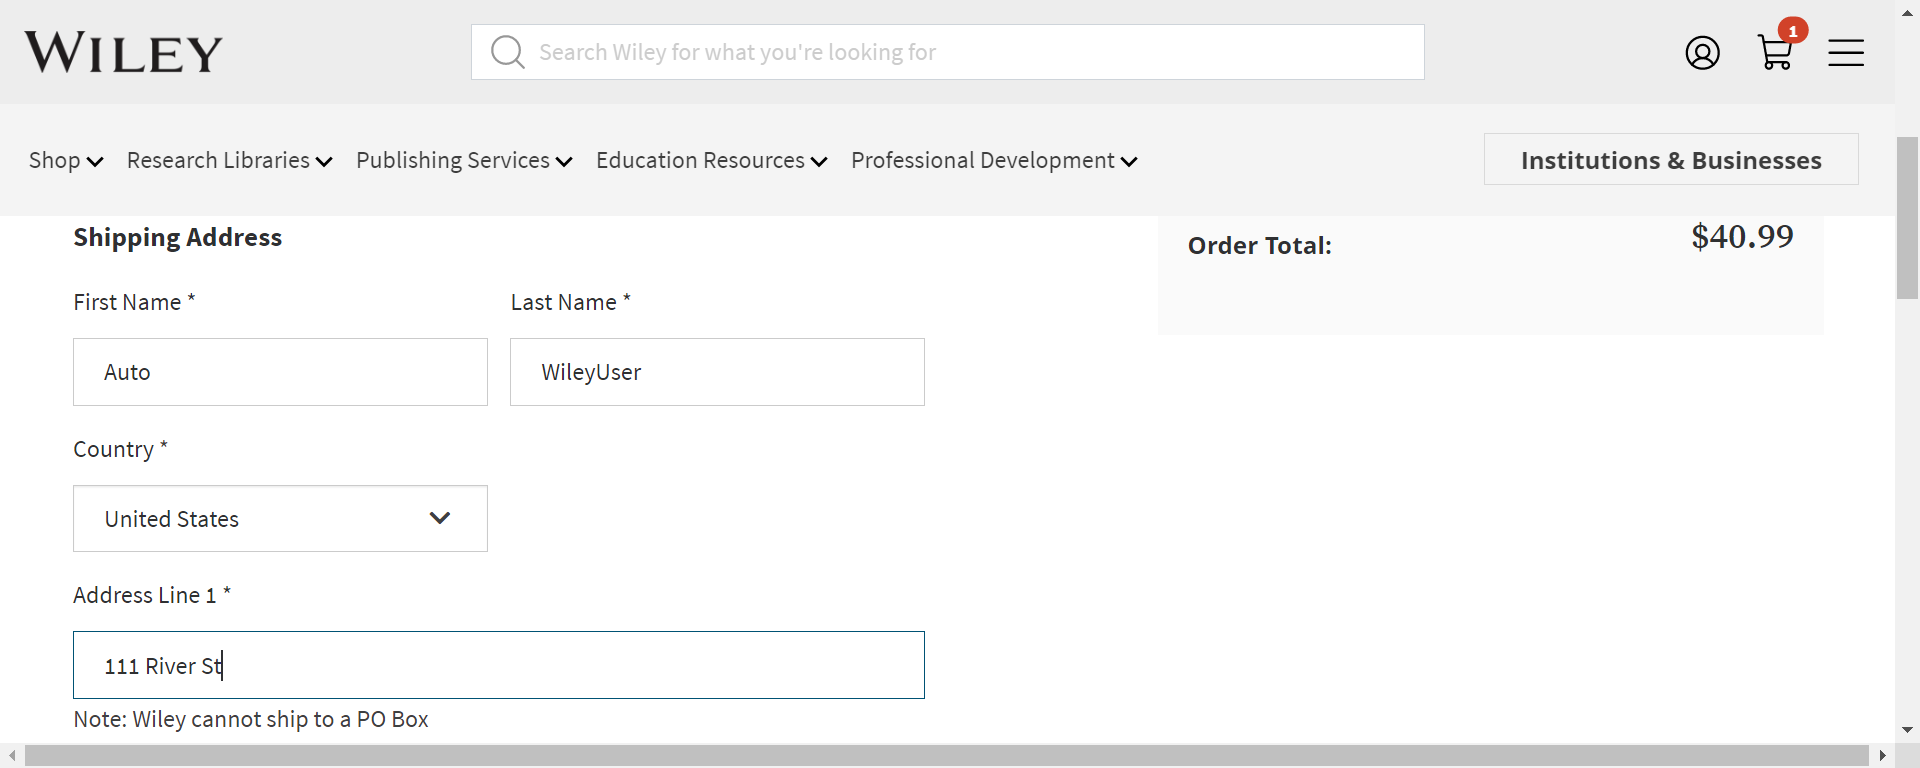 WILEY
Search Wiley for what you're looking for
1
Shop Research Libraries Publishing Services Education Resources Professional Development Institutions & Businesses
Shipping Address
Order Total: $40.99
First Name * Last Name *
Auto WileyUser
Country *
United States
Address Line 1 *
111 River St
Note: Wiley cannot ship to a PO Box